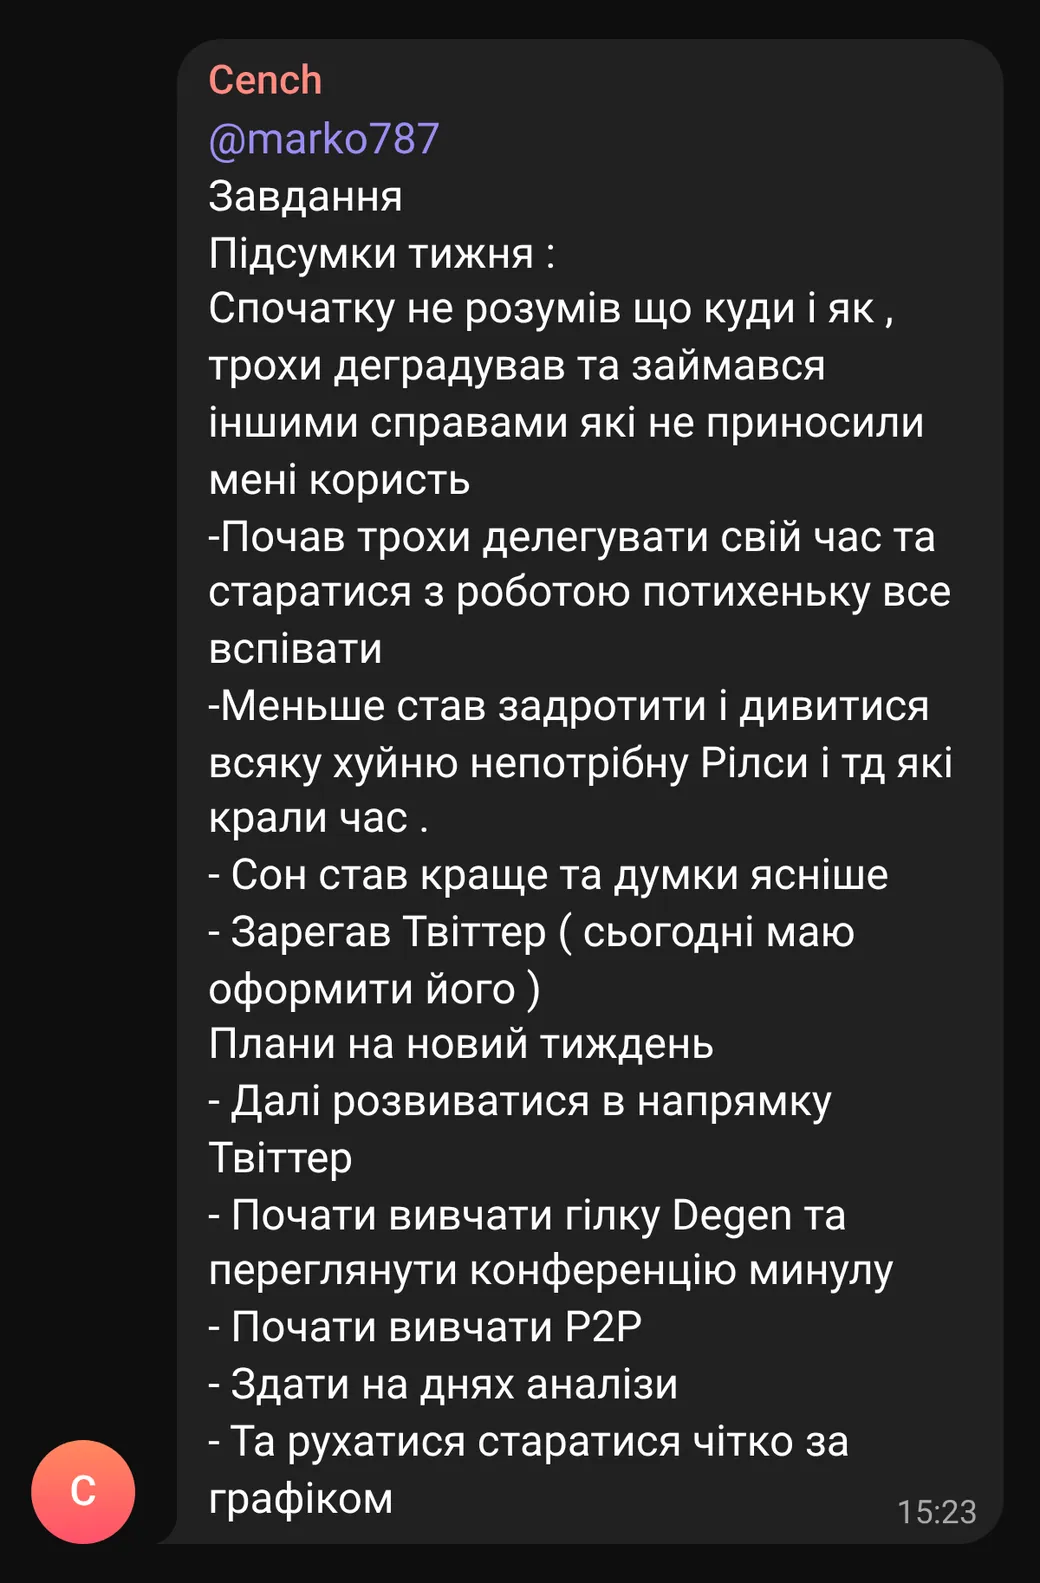 Cench
@marko787
Завдання
Підсумки тижня :
Спочатку не розумів що куди і як ,
трохи деградував та займався
іншими справами які не приносили
мені користь
-Почав трохи делегувати свій час та
старатися з роботою потихеньку все
вспівати
-Меньше став задротити і дивитися
всяку хуйню непотрібну Рілси і тд які
крали час .
- Сон став краще та думки ясніше
- Зарегав Твіттер ( сьогодні маю
оформити його )
Плани на новий тиждень
- Далі розвиватися в напрямку
Твіттер
- Почати вивчати гілку Degen та
переглянути конференцію минулу
- Почати вивчати P2P
- Здати на днях аналізи
- Та рухатися старатися чітко за
графіком
C
15:23